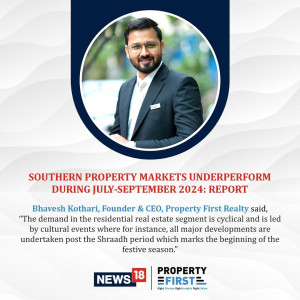 SOUTHERN PROPERTY MARKETS UNDERPERFORM
DURING JULY-SEPTEMBER 2024: REPORT
Bhavesh Kothari, Founder & CEO, Property First Realty said,
"The demand in the residential real estate segment is cyclical and is led
by cultural events where for instance, all major developments are
undertaken post the Shraadh period which marks the beginning of the
festive season."
NEWS 18
PROPERTY
FIRST